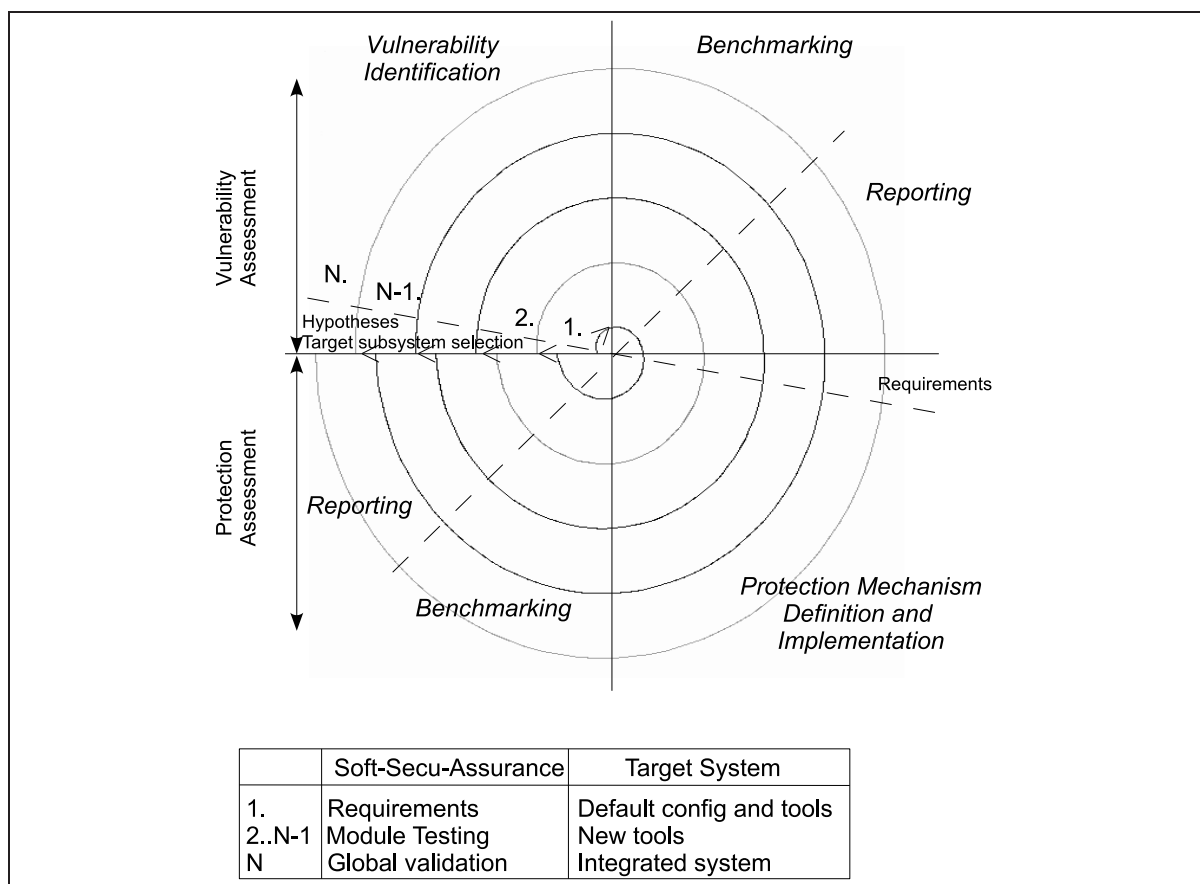 Vulnerability
Identification
Benchmarking
Reporting
Vulnerability
Assessment
N.
N-1.
2.
1.
Hypotheses
Target subsystem selection
Requirements
Protection
Assessment
Reporting
Benchmarking
Protection Mechanism
Definition and
Implementation
Soft-Secu-Assurance Target System
1. Requirements Default config and tools
2..N-1 Module Testing New tools
N Global validation Integrated system